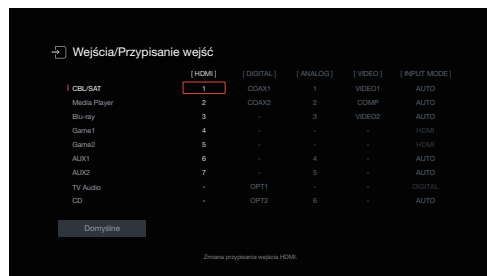 Wejścia/Przypisanie wejść
[ HDMI ] [ DIGITAL ] [ ANALOG ] [ VIDEO ] [ INPUT MODE ]
CBL/SAT 1 COAX1 1 VIDEO1 AUTO
Media Player 2 COAX2 2 COMP AUTO
Blu-ray 3 - 3 VIDEO2 AUTO
Game1 4 - - - HDMI
Game2 5 - - - HDMI
AUX1 6 - 4 - AUTO
AUX2 7 - 5 - AUTO
TV Audio - OPT1 - - DIGITAL
CD - OPT2 6 - AUTO
Domyślne
Zmiana przypisania wejścia HDMI.